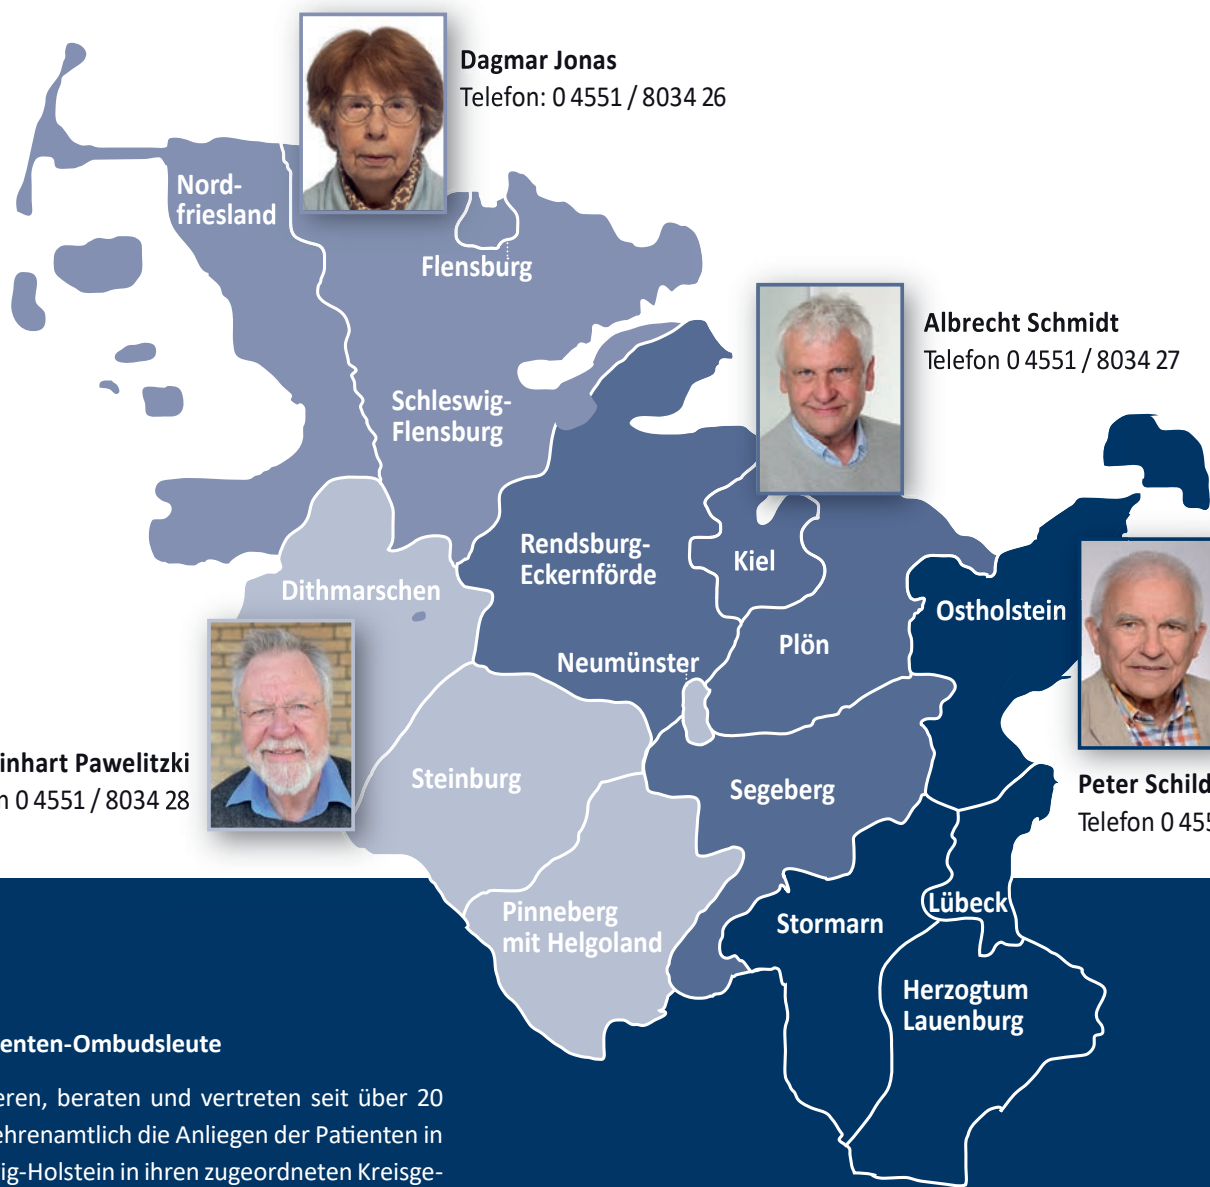 Dagmar Jonas
Telefon: 0 4551 / 8034 26
Nord-
friesland
Flensburg
Albrecht Schmidt
Telefon 0 4551 / 8034 27
Schleswig-
Flensburg
Rendsburg-
Eckernförde
Kiel
Dithmarschen
Ostholstein
Plön
Neumünster
inhart Pawelitzki
n 0 4551 / 8034 28
Steinburg
Segeberg
Peter Schild
Telefon 0 455
Pinneberg
mit Helgoland
Stormarn
Lübeck
Herzogtum
Lauenburg
enten-Ombudsleute
eren, beraten und vertreten seit über 20
ehrenamtlich die Anliegen der Patienten in
ig-Holstein in ihren zugeordneten Kreisge-